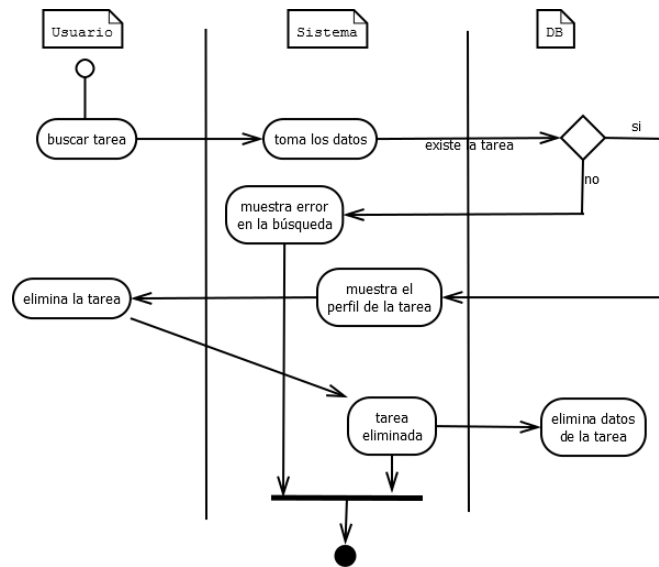 Usuario
Sistema
DB
buscar tarea
toma los datos
existe la tarea
si
no
muestra error
en la búsqueda
elimina la tarea
muestra el
perfil de la tarea
tarea
eliminada
elimina datos
de la tarea